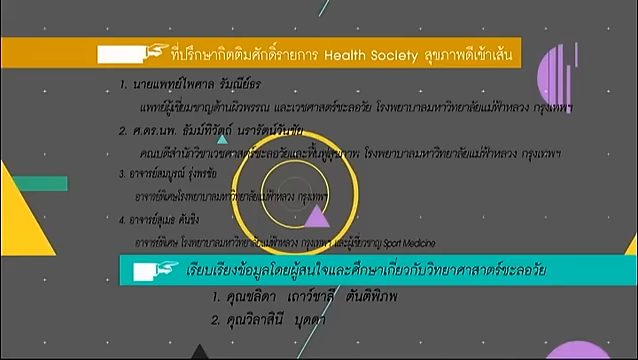 ที่ปรึกษากิตติมศักดิ์รายการ Health Society สุขภาพดีเข้าเส้น
1. นายแพทย์ไพศาล รัมณีย์ธร
แพทย์ผู้เชี่ยวชาญด้านผิวพรรณ และเวชศาสตร์ชะลอวัย โรงพยาบาลมหาวิทยาลัยแม่ฟ้าหลวง กรุงเทพฯ
2. ศ.ดร.นพ. ธัมม์ทิวัตถ์ นรารัตน์วันชัย
คณบดีสำนักวิชาเวชศาสตร์ชะลอวัยและฟื้นฟูสุขภาพ โรงพยาบาลมหาวิทยาลัยแม่ฟ้าหลวง กรุงเทพฯ
3. อาจารย์สมบูรณ์ รุ่งพรชัย
อาจารย์พิเศษโรงพยาบาลมหาวิทยาลัยแม่ฟ้าหลวง กรุงเทพฯ
4. อาจารย์สุเมธ คันชิง
อาจารย์พิเศษ โรงพยาบาลมหาวิทยาลัยแม่ฟ้าหลวง กรุงเทพฯ และผู้เชี่ยวชาญ Sport Medicine
เรียบเรียงข้อมูลโดยผู้สนใจและศึกษาเกี่ยวกับวิทยาศาสาตร์ชะลอวัย
1. คุณชลิดา เถาว์ชาลี ตันติพิภพ
2. คุณวิลาสินี บุดดา